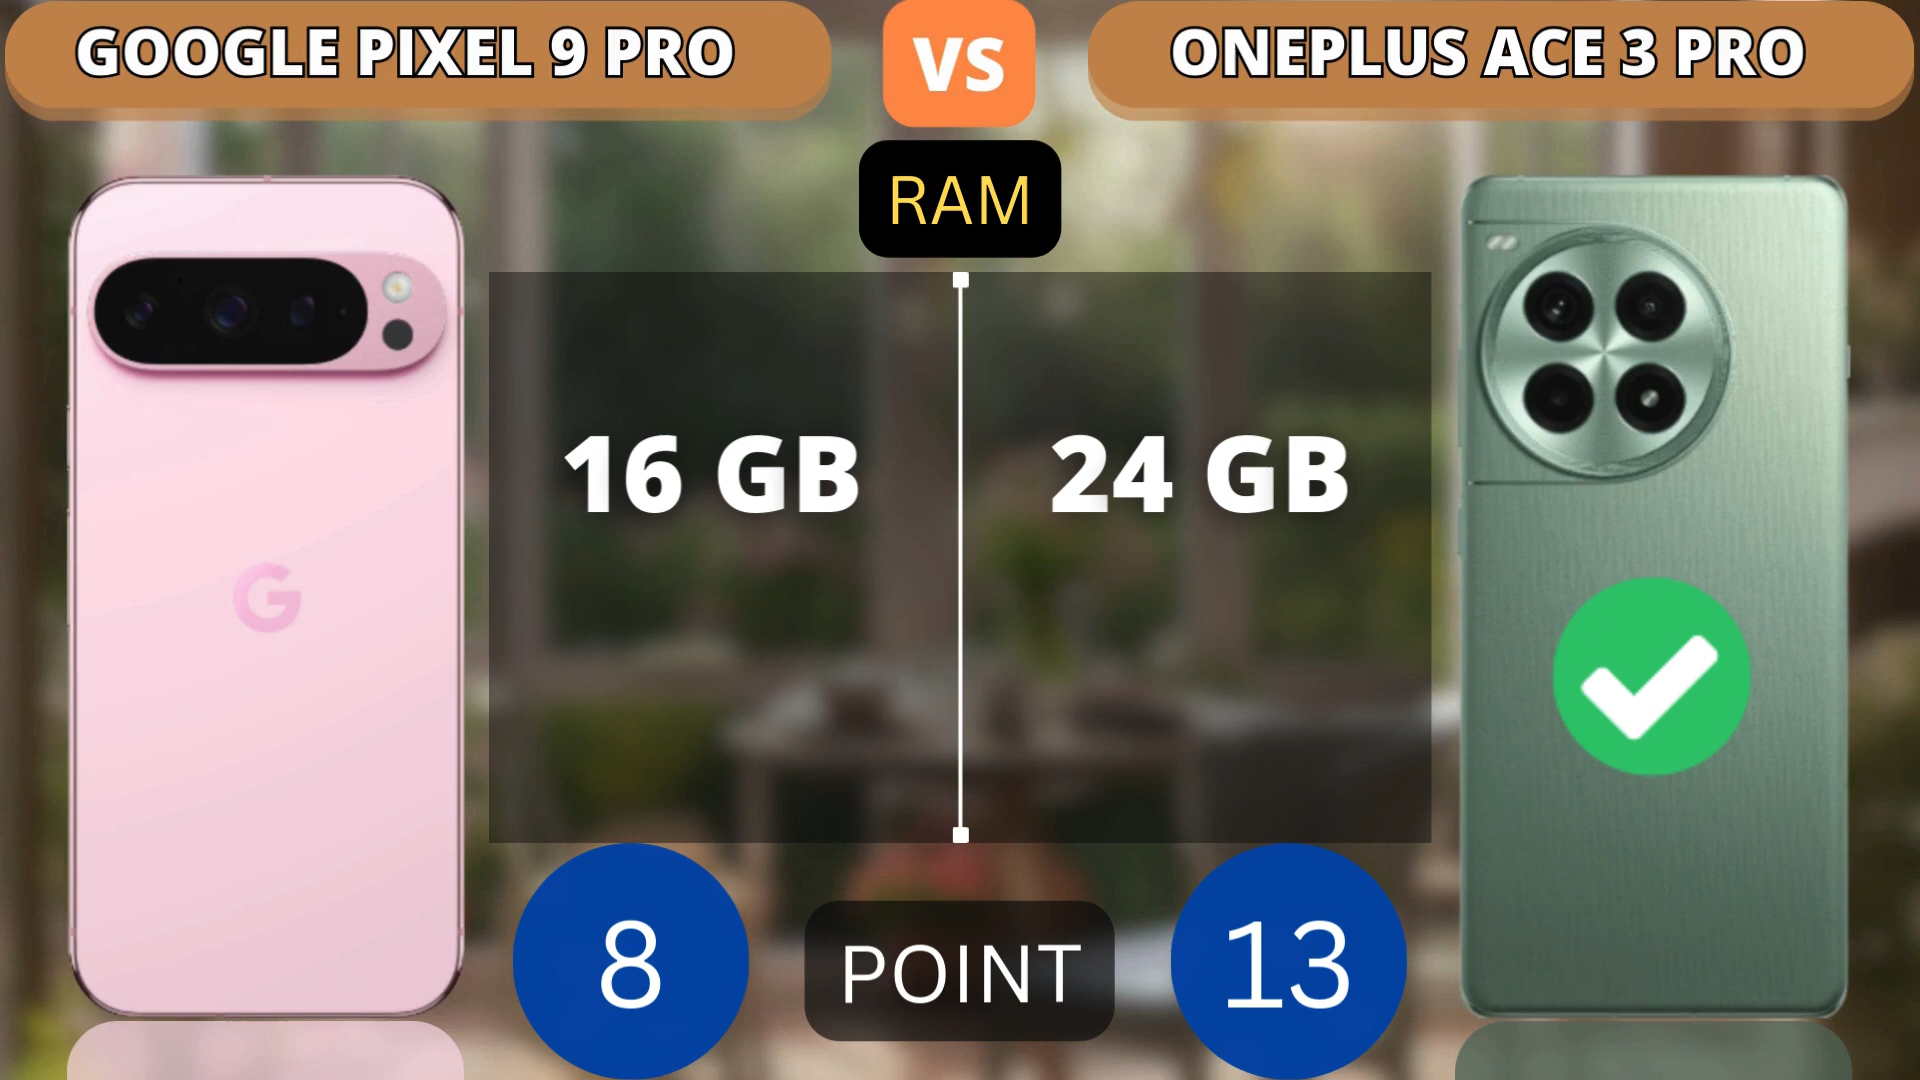 GOOGLE PIXEL 9 PRO
VS
ONEPLUS ACE 3 PRO
RAM
16 GB
24 GB
G
8
POINT
13